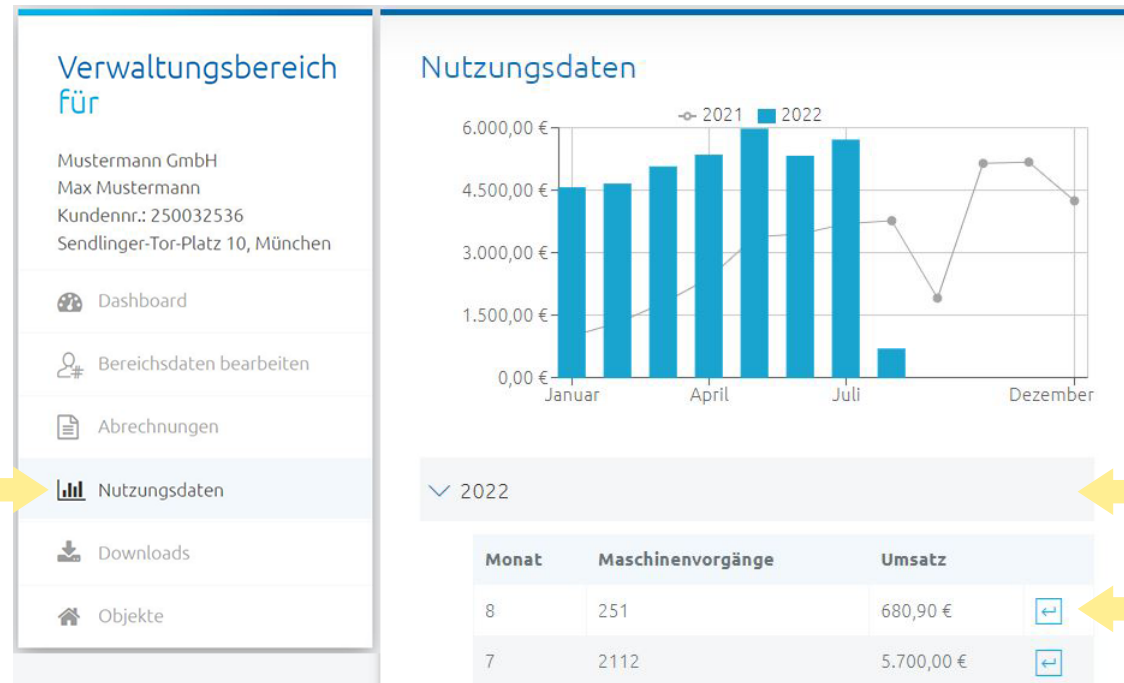 Verwaltungsbereich
für
Mustermann GmbH
Max Mustermann
Kundennr.: 250032536
Sendlinger-Tor-Platz 10, München
Dashboard
Bereichsdaten bearbeiten
Abrechnungen
Nutzungsdaten
Downloads
Objekte
Nutzungsdaten
2021 2022
6.000,00 €
4.500,00 €
3.000,00 €
1.500,00 €
0,00 €
Januar April Juli Dezember
2022
Monat Maschinenvorgänge Umsatz
8 251 680,90 €
7 2112 5.700,00 €